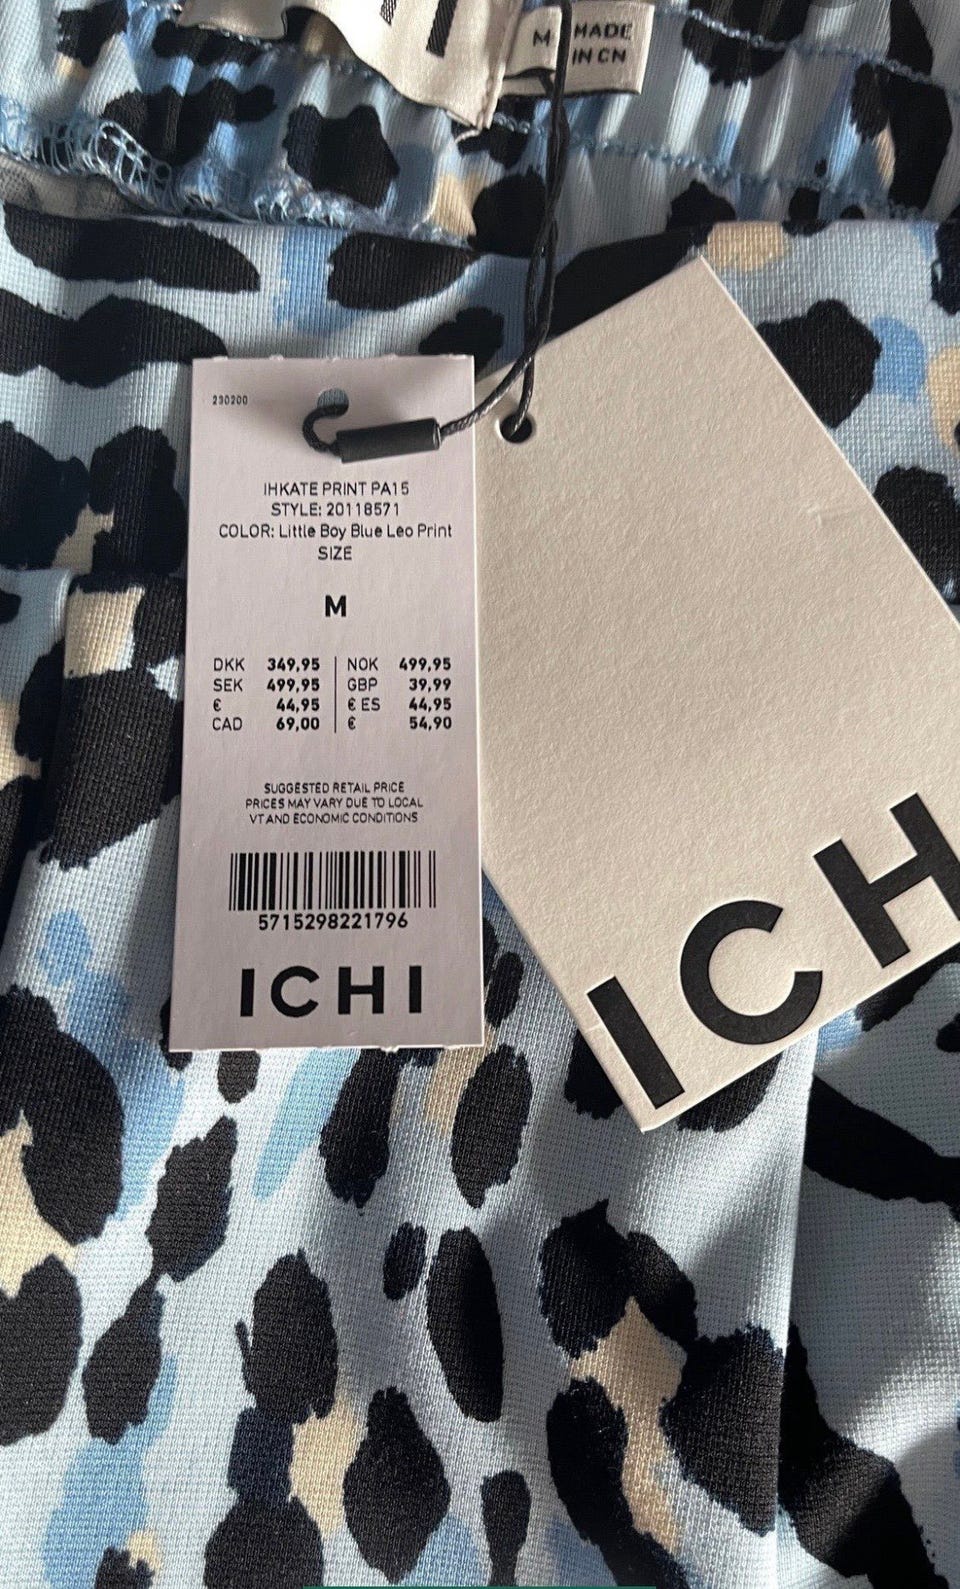 M
MADE
IN CN
230200
IHKATE PRINT PA15
STYLE: 20118571
COLOR: Little Boy Blue Leo Print
SIZE
M
DKK 349,95 NOK 499,95
SEK 499,95 GBP 39,99
€ 44,95 € ES 44,95
CAD 69,00 € 54,90
SUGGESTED RETAIL PRICE
PRICES MAY VARY DUE TO LOCAL
VT AND ECONOMIC CONDITIONS
5715298221796
ICHI
ICH